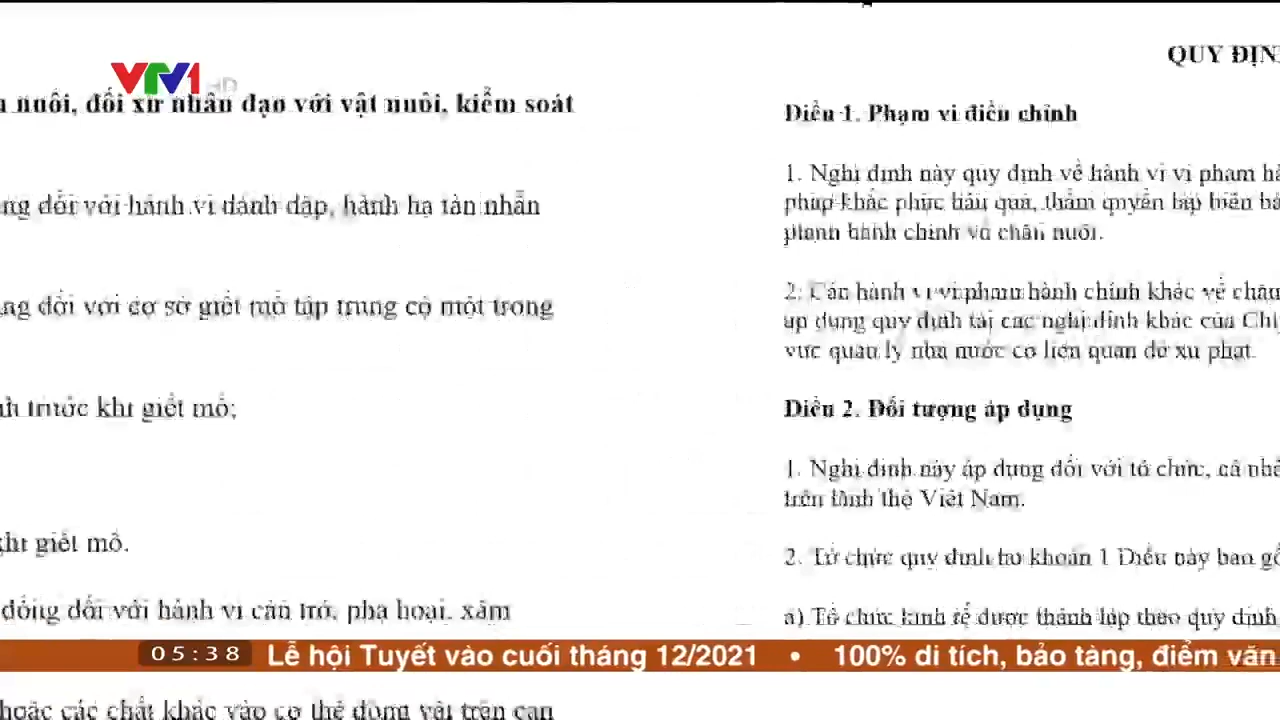 VTV1 HD
nuôi, đối xử nhân đạo với vật nuôi, kiểm soát
đối với hành vi đánh đập, hành hạ tàn nhẫn
đối với cơ sở giết mổ tập trung có một trong
trước khi giết mổ;
khi giết mổ.
đồng đối với hành vi cản trở, phá hoại, xâm
hoặc các chất khác vào cơ thể động vật trên cạn
QUY ĐỊN
Điều 1. Phạm vi điều chỉnh
1. Nghị định này quy định về hành vi vi phạm hà
pháp khắc phục hậu quả, thẩm quyền lập biên bả
phạm hành chính về chăn nuôi.
2. Các hành vi vi phạm hành chính khác về chăn
áp dụng quy định tại các nghị định khác của Chí
vực quản lý nhà nước có liên quan để xử phạt.
Điều 2. Đối tượng áp dụng
1. Nghị định này áp dụng đối với tổ chức, cá nhâ
trên lãnh thổ Việt Nam.
2. Tổ chức quy định tại khoản 1 Điều này bao gồ
a) Tổ chức kinh tế được thành lập theo quy định
05:38 Lễ hội Tuyết vào cuối tháng 12/2021 • 100% di tích, bảo tàng, điểm văn